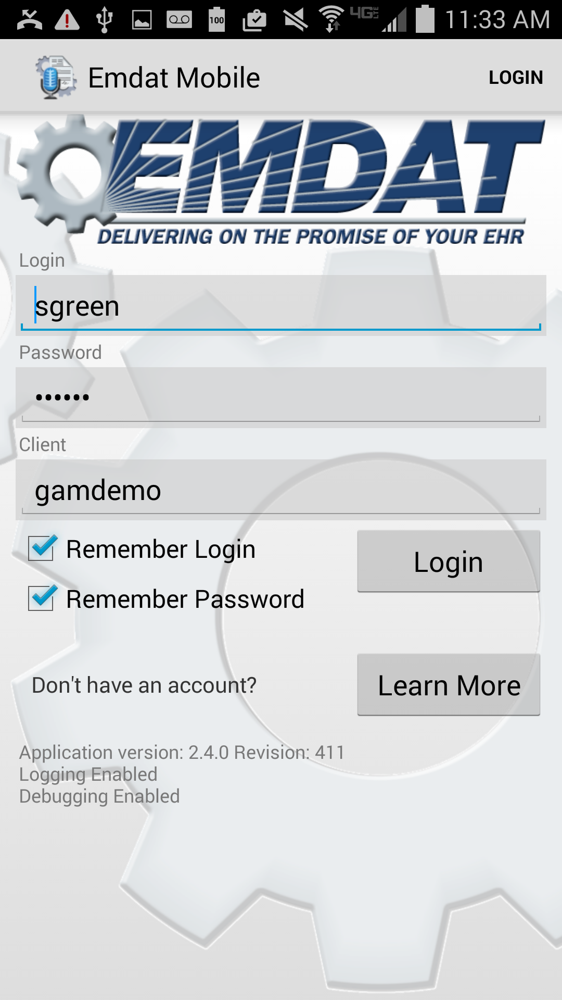 100 4G LTE 11:33 AM
Emdat Mobile LOGIN
EMDAT
DELIVERING ON THE PROMISE OF YOUR EHR
Login
sgreen
Password
••••••
Client
gamdemo
Remember Login
Login
Remember Password
Don't have an account?
Learn More
Application version: 2.4.0 Revision: 411
Logging Enabled
Debugging Enabled